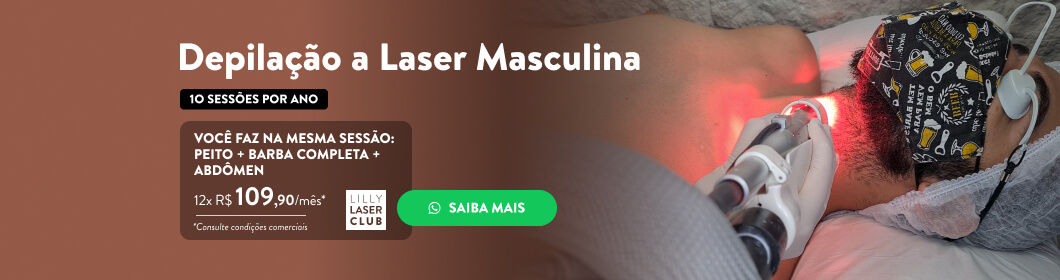 Depilação a Laser Masculina
10 SESSÕES POR ANO
VOCÊ FAZ NA MESMA SESSÃO:
PEITO + BARBA COMPLETA +
ABDÔMEN
12x R$ 109,90/mês*
*Consulte condições comerciais
LILLY
LASER
CLUB
SAIBA MAIS